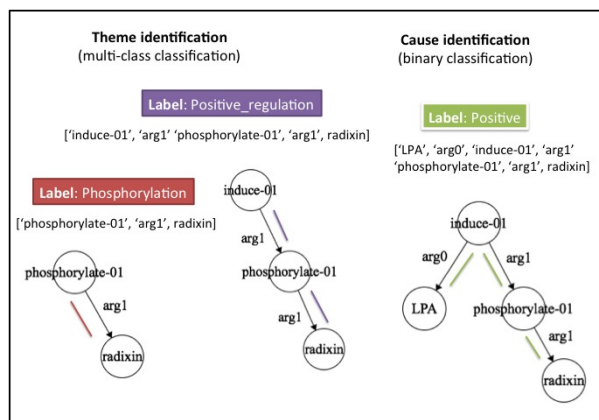 Theme identification
(multi-class classification)
Cause identification
(binary classification)
Label: Positive_regulation
['induce-01', 'arg1' 'phosphorylate-01', 'arg1', radixin]
Label: Phosphorylation
['phosphorylate-01', 'arg1', radixin]
phosphorylate-01
arg1
radixin
induce-01
arg1
phosphorylate-01
arg1
radixin
Label: Positive
['LPA', 'arg0', 'induce-01', 'arg1'
'phosphorylate-01', 'arg1', radixin]
induce-01
arg0
arg1
LPA
phosphorylate-01
arg1
radixin